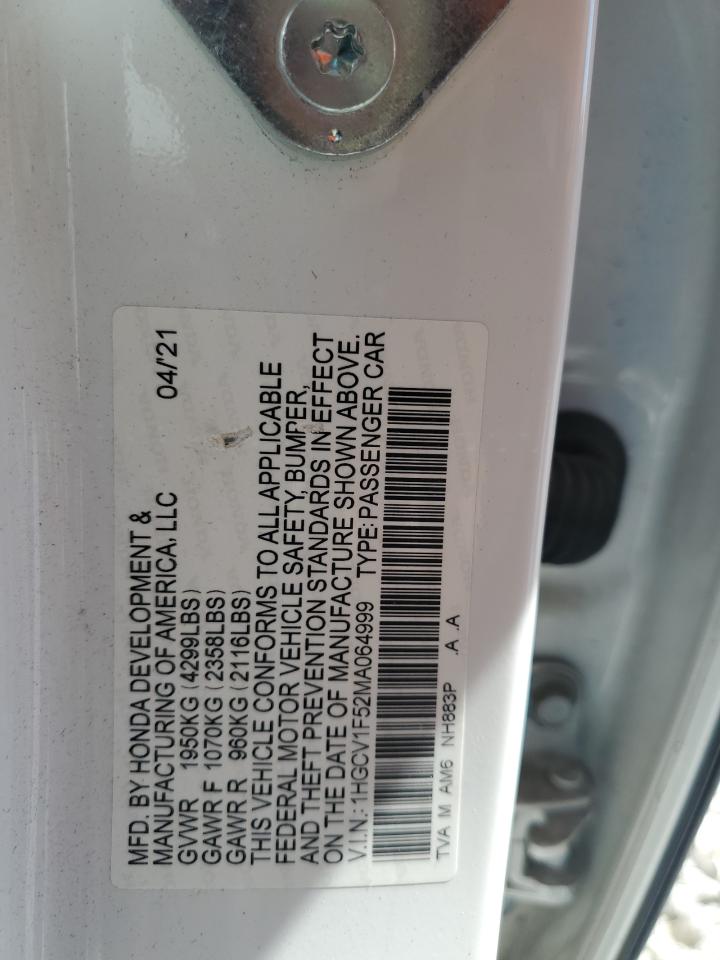 MFD. BY HONDA DEVELOPMENT & 04/'21
MANUFACTURING OF AMERICA, LLC
GVWR 1950KG (4299LBS)
GAWR F 1070KG (2358LBS)
GAWR R 960KG (2116LBS)
THIS VEHICLE CONFORMS TO ALL APPLICABLE
FEDERAL MOTOR VEHICLE SAFETY, BUMPER,
AND THEFT PREVENTION STANDARDS IN EFFECT
ON THE DATE OF MANUFACTURE SHOWN ABOVE.
V.I.N.: 1HGCV1F52MA064999 TYPE: PASSENGER CAR
TVA M AM6 NH883P .A .A